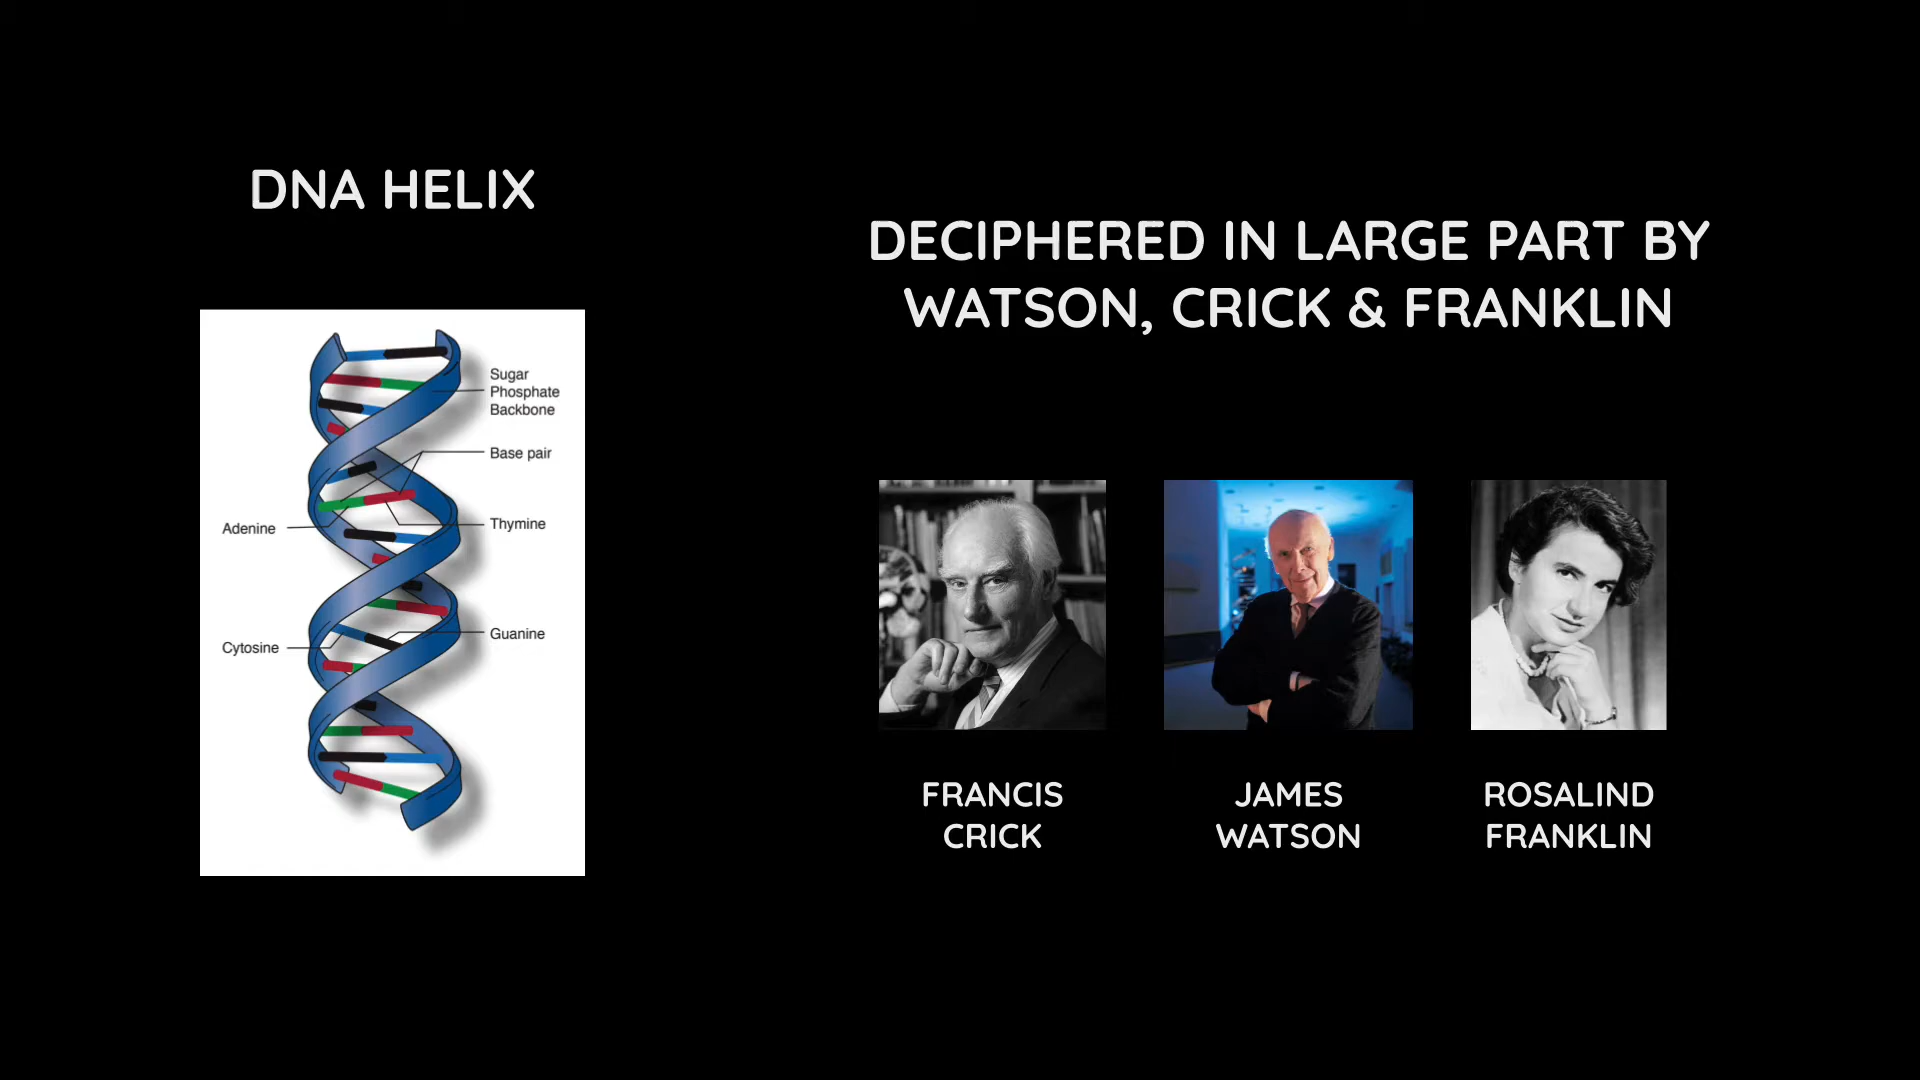 DNA HELIX
Sugar
Phosphate
Backbone
Base pair
Adenine
Thymine
Cytosine
Guanine
DECIPHERED IN LARGE PART BY
WATSON, CRICK & FRANKLIN
FRANCIS
CRICK
JAMES
WATSON
ROSALIND
FRANKLIN